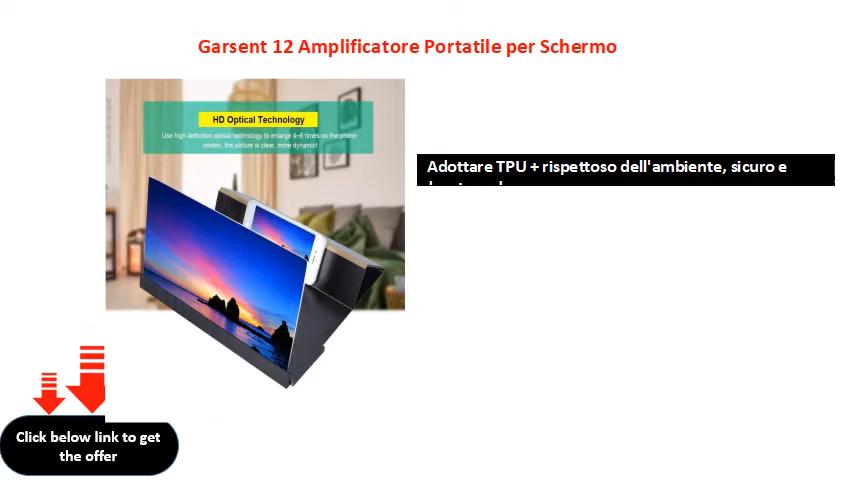 Garsent 12 Amplificatore Portatile per Schermo
HD Optical Technology
Use high definition optical technology to enlarge 4~6 times on the phone
screen, the picture is clear, more dynamic!
Adottare TPU + rispettoso dell'ambiente, sicuro e
Click below link to get
the offer